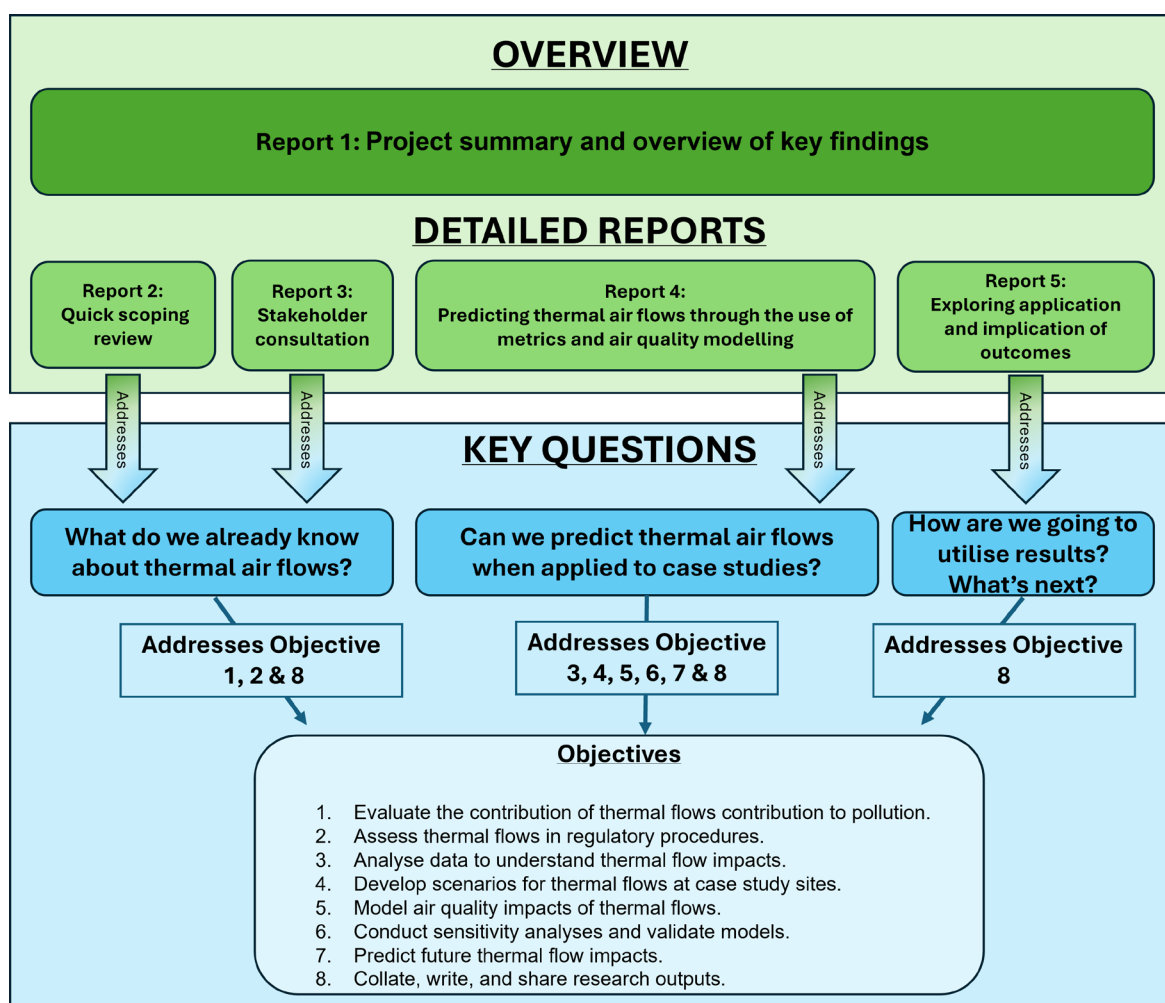 OVERVIEW
Report 1: Project summary and overview of key findings
DETAILED REPORTS
Report 2:
Quick scoping
review
Report 3:
Stakeholder
consultation
Report 4:
Predicting thermal air flows through the use of
metrics and air quality modelling
Report 5:
Exploring application
and implication of
outcomes
Addresses
Addresses
Addresses
Addresses
KEY QUESTIONS
What do we already know
about thermal air flows?
Can we predict thermal air flows
when applied to case studies?
How are we going to
utilise results?
What’s next?
Addresses Objective
1, 2 & 8
Addresses Objective
3, 4, 5, 6, 7 & 8
Addresses Objective
8
Objectives
1. Evaluate the contribution of thermal flows contribution to pollution.
2. Assess thermal flows in regulatory procedures.
3. Analyse data to understand thermal flow impacts.
4. Develop scenarios for thermal flows at case study sites.
5. Model air quality impacts of thermal flows.
6. Conduct sensitivity analyses and validate models.
7. Predict future thermal flow impacts.
8. Collate, write, and share research outputs.